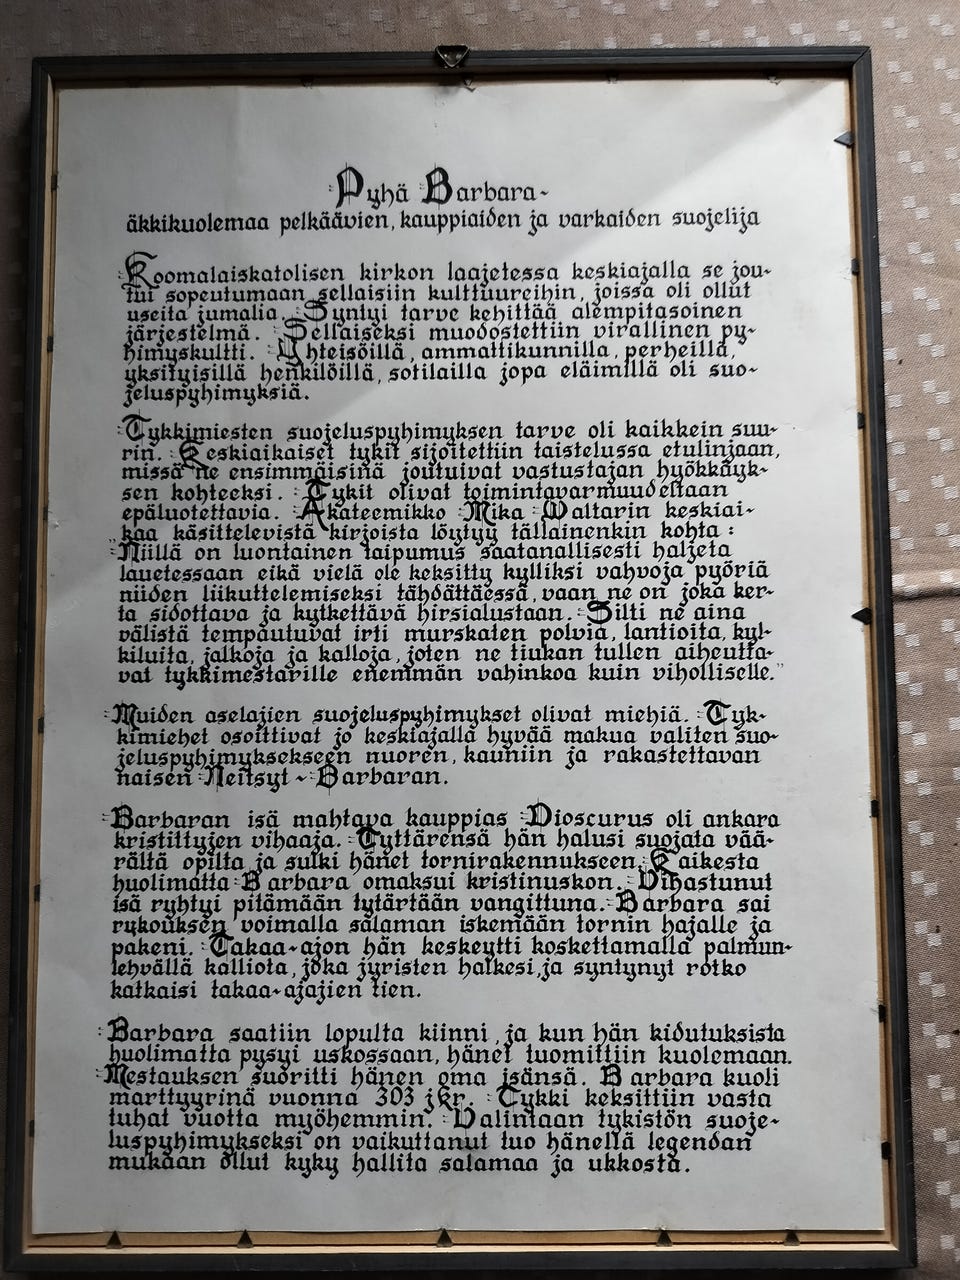 Pyhä Barbara-
äkkikuolemaa pelkäävien, kauppiaiden ja varkaiden suojelija
Roomalaiskatolisen kirkon laajetessa keskiajalla se jou-
tui sopeutumaan sellaisiin kulttuureihin, joissa oli ollut
useita jumalia. Syntyi tarve kehittää alempitasoinen
järjestelmä. Sellaiseksi muodostettiin virallinen py-
himyskultti. Yhteisöillä, ammattikunnilla, perheillä,
yksityisillä henkilöillä, sotilailla jopa eläimillä oli suo-
jeluspyhimyksiä.
Tykkimiesten suojeluspyhimyksen tarve oli kaikkein suu-
rin. Keskiaikaiset tykit sijoitettiin taistelussa etulinjaan,
missä ne ensimmäisinä joutuivat vastustajan hyökkäyk-
sen kohteeksi. Tykit olivat toimintavarmuudeltaan
epäluotettavia. Akateemikko Mika Waltarin keskiai-
kaa käsittelevistä kirjoista löytyy tällainenkin kohta:
„Niillä on luontainen taipumus saatanallisesti haljeta
lauetessaan eikä vielä ole keksitty kylliksi vahvoja pyöriä
niiden liikuttelemiseksi tähdättäessä, vaan ne on joka ker-
ta sidottava ja kytkettävä hirsialustaan. Silti ne aina
välistä tempautuvat irti murskaten polvia, lantioita, kyl-
kiluita, jalkoja ja kalloja, joten ne tiukan tullen aiheutta-
vat tykkimestarille enemmän vahinkoa kuin viholliselle."
Muiden aselajien suojeluspyhimykset olivat miehiä. Tyk-
kimiehet osoittivat jo keskiajalla hyvää makua valiten suo-
jeluspyhimyksekseen nuoren, kauniin ja rakastettavan
naisen Neitsyt - Barbaran.
Barbaran isä mahtava kauppias Dioscurus oli ankara
kristittyjen vihaaja. Tyttärensä hän halusi suojata vää-
rältä opilta ja sulki hänet tornirakennukseen. Kaikesta
huolimatta Barbara omaksui kristinuskon. Vihastunut
isä ryhtyi pitämään tytärtään vangittuna. Barbara sai
rykouksen voimalla salaman iskemään tornin hajalle ja
pakeni. Takaa-ajon hän keskeytti koskettamalla palmun-
lehvällä kalliota, joka jyristen halkesi, ja syntynyt rotko
katkaisi takaa-ajajien tien.
Barbara saatiin lopulta kiinni, ja kun hän kidutuksista
huolimatta pysyi uskossaan, hänet tuomittiin kuolemaan.
Mestauksen suoritti hänen oma isänsä. Barbara kuoli
marttyyrinä vuonna 303 jKr. Tykki keksittiin vasta
tuhat vuotta myöhemmin. Valintaan tykistön suoje-
luspyhimykseksi on vaikuttanut tuo hänellä legendan
mukaan ollut kyky hallita salamaa ja ukkosta.